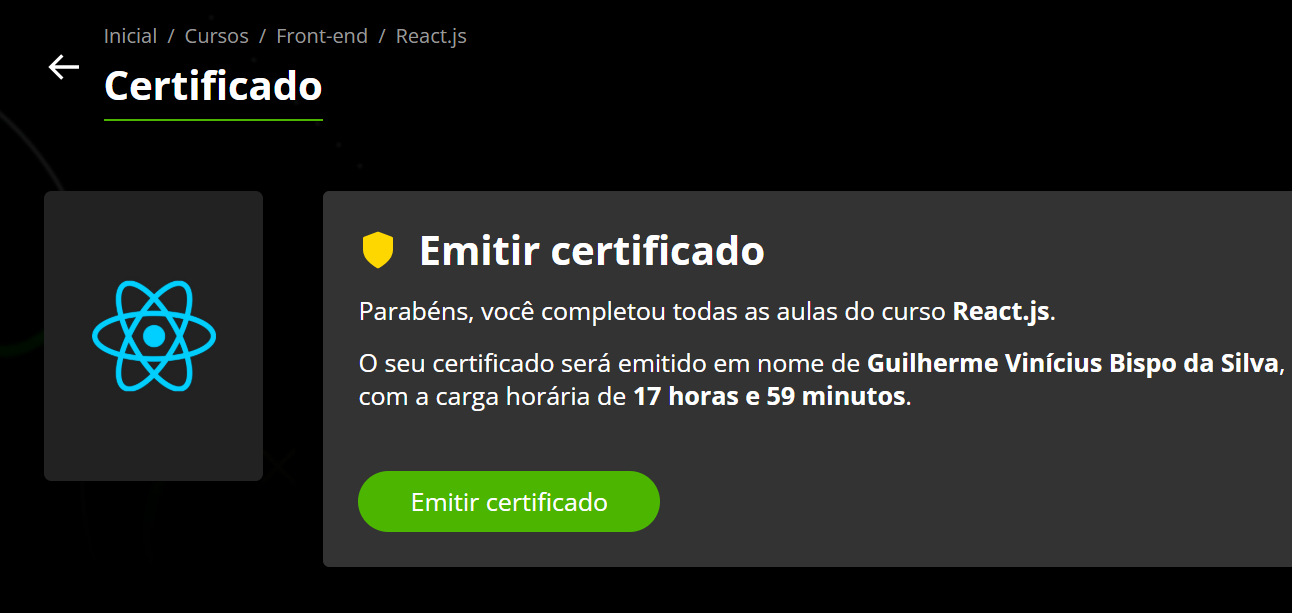 Inicial / Cursos / Front-end / React.js
Certificado
Emitir certificado
Parabéns, você completou todas as aulas do curso React.js.
O seu certificado será emitido em nome de Guilherme Vinícius Bispo da Silva,
com a carga horária de 17 horas e 59 minutos.
Emitir certificado